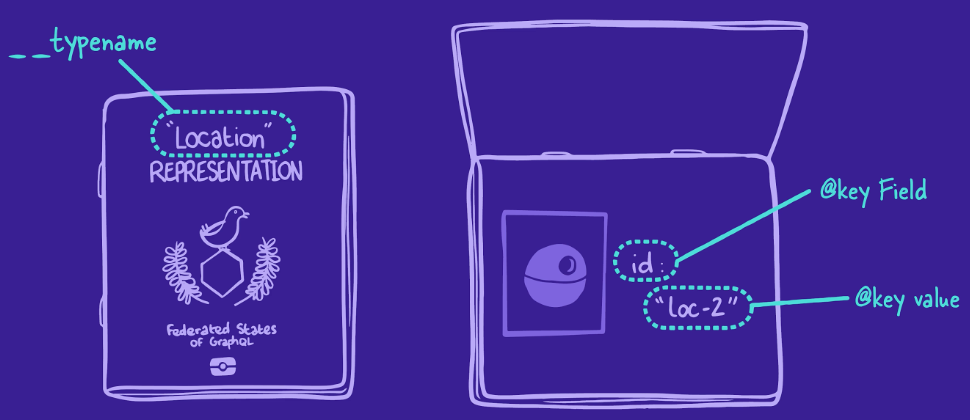 __typename
"Location"
REPRESENTATION
Federated States
of GraphQL
@key Field
id :
"loc-2"
@key value